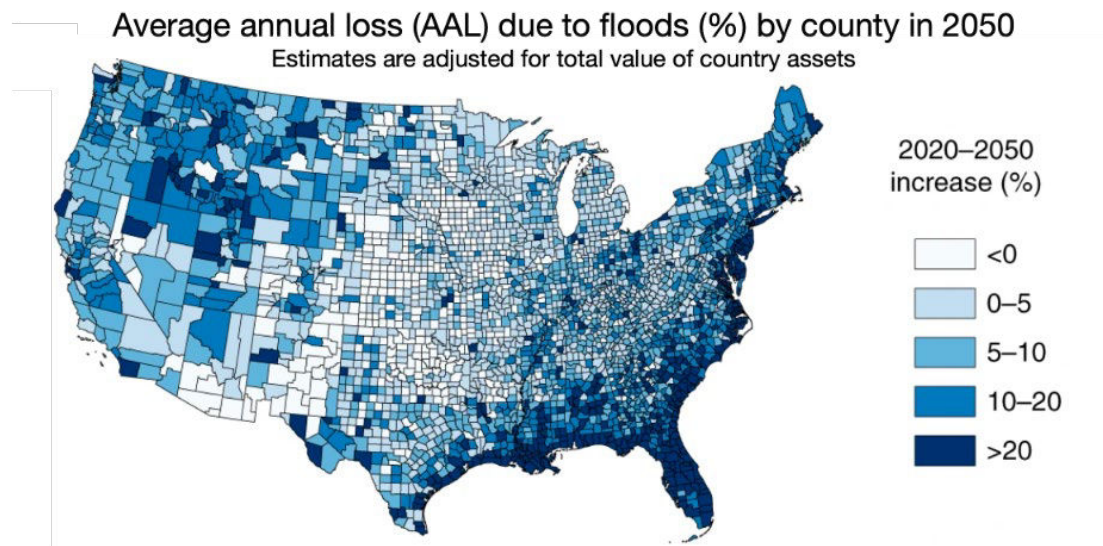 Average annual loss (AAL) due to floods (%) by county in 2050
Estimates are adjusted for total value of country assets
2020–2050
increase (%)
<0
0–5
5–10
10–20
>20